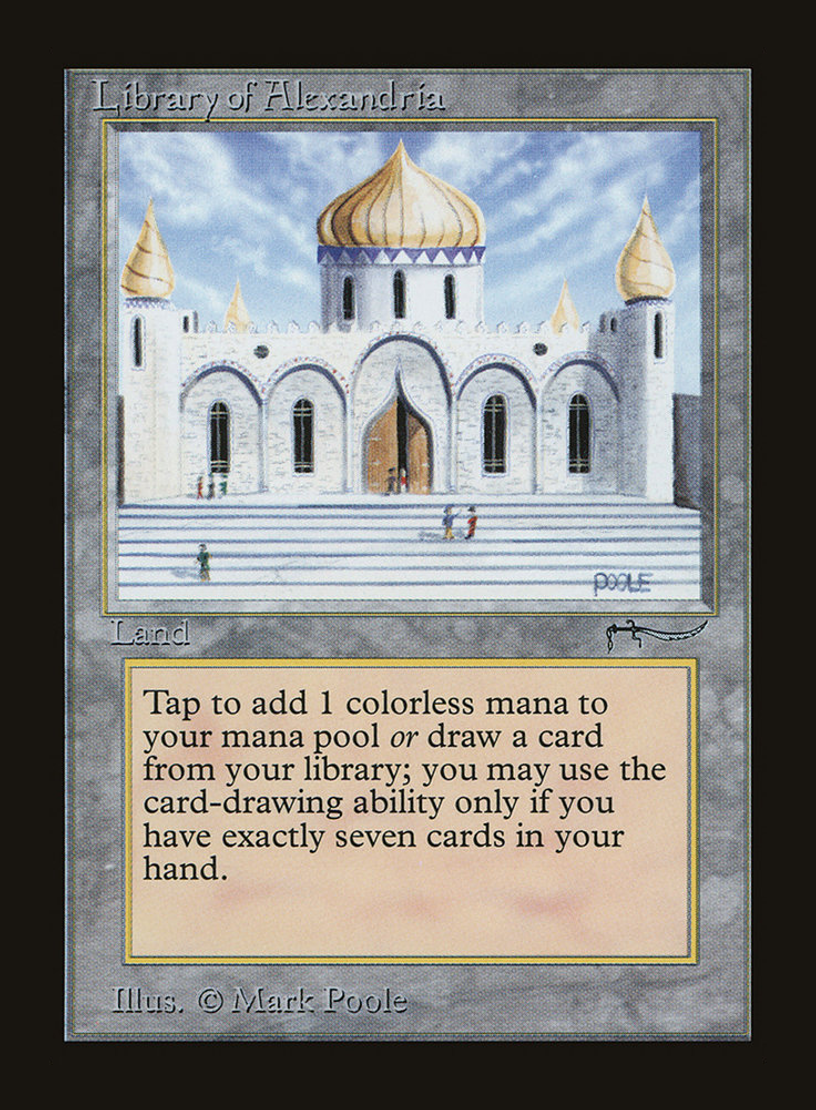 Library of Alexandria
POOLE
Land
Tap to add 1 colorless mana to
your mana pool or draw a card
from your library; you may use the
card-drawing ability only if you
have exactly seven cards in your
hand.
Illus. © Mark Poole